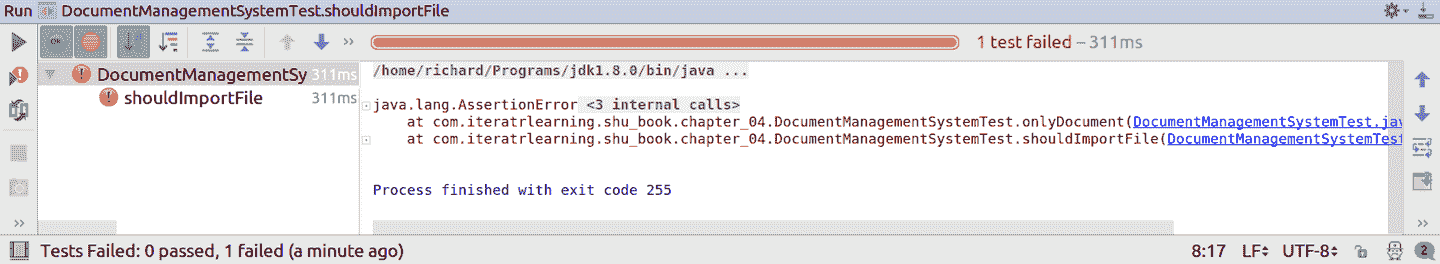 Run DocumentManagementSystemTest.shouldImportFile
OK
1 test failed – 311ms
DocumentManagementSy 311ms
shouldImportFile 311ms
/home/richard/Programs/jdk1.8.0/bin/java ...
java.lang.AssertionError <3 internal calls>
at com.iteratrlearning.shu_book.chapter_04.DocumentManagementSystemTest.onlyDocument(DocumentManagementSystemTest.jav
at com.iteratrlearning.shu_book.chapter_04.DocumentManagementSystemTest.shouldImportFile(DocumentManagementSystemTest
Process finished with exit code 255
Tests Failed: 0 passed, 1 failed (a minute ago) 8:17 LF UTF-8 2